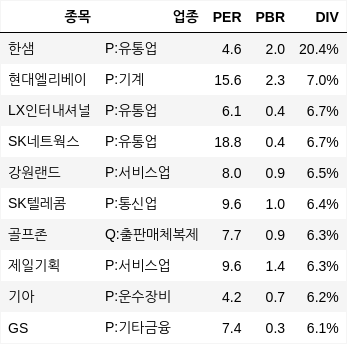 종목 업종 PER PBR DIV
한샘 P:유통업 4.6 2.0 20.4%
현대엘리베이 P:기계 15.6 2.3 7.0%
LX인터내셔널 P:유통업 6.1 0.4 6.7%
SK네트웍스 P:유통업 18.8 0.4 6.7%
강원랜드 P:서비스업 8.0 0.9 6.5%
SK텔레콤 P:통신업 9.6 1.0 6.4%
골프존 Q:출판매체복제 7.7 0.9 6.3%
제일기획 P:서비스업 9.6 1.4 6.3%
기아 P:운수장비 4.2 0.7 6.2%
GS P:기타금융 7.4 0.3 6.1%